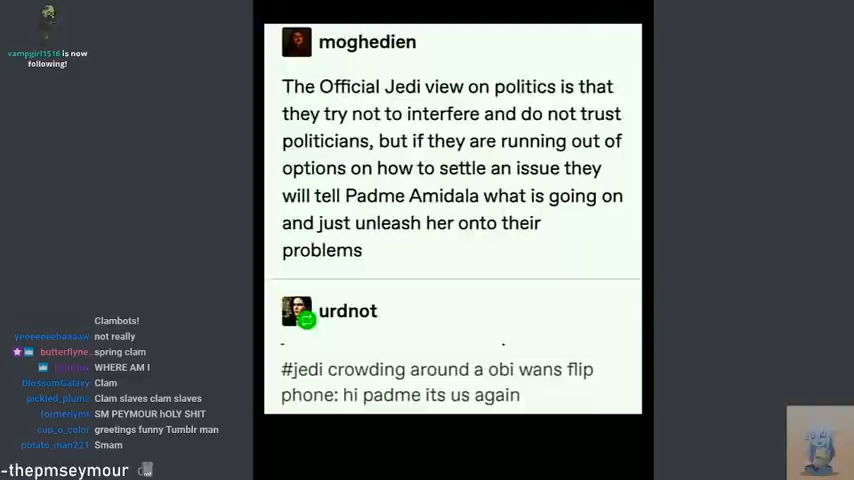 vampgirl1516 is now
following!
moghedien
The Official Jedi view on politics is that
they try not to interfere and do not trust
politicians, but if they are running out of
options on how to settle an issue they
will tell Padme Amidala what is going on
and just unleash her onto their
problems
urdnot
#jedi crowding around a obi wans flip
phone: hi padme its us again
Clambots!
yeeeeeeehaaaaw not really
butterflyne.. spring clam
WHERE AM I
BlossomGalaxy Clam
pickled_plums Clam slaves clam slaves
formerlymr SM PEYMOUR hOLY SHIT
cup_o_color greetings funny Tumblr man
potato_man221 Smam
-thepmseymour